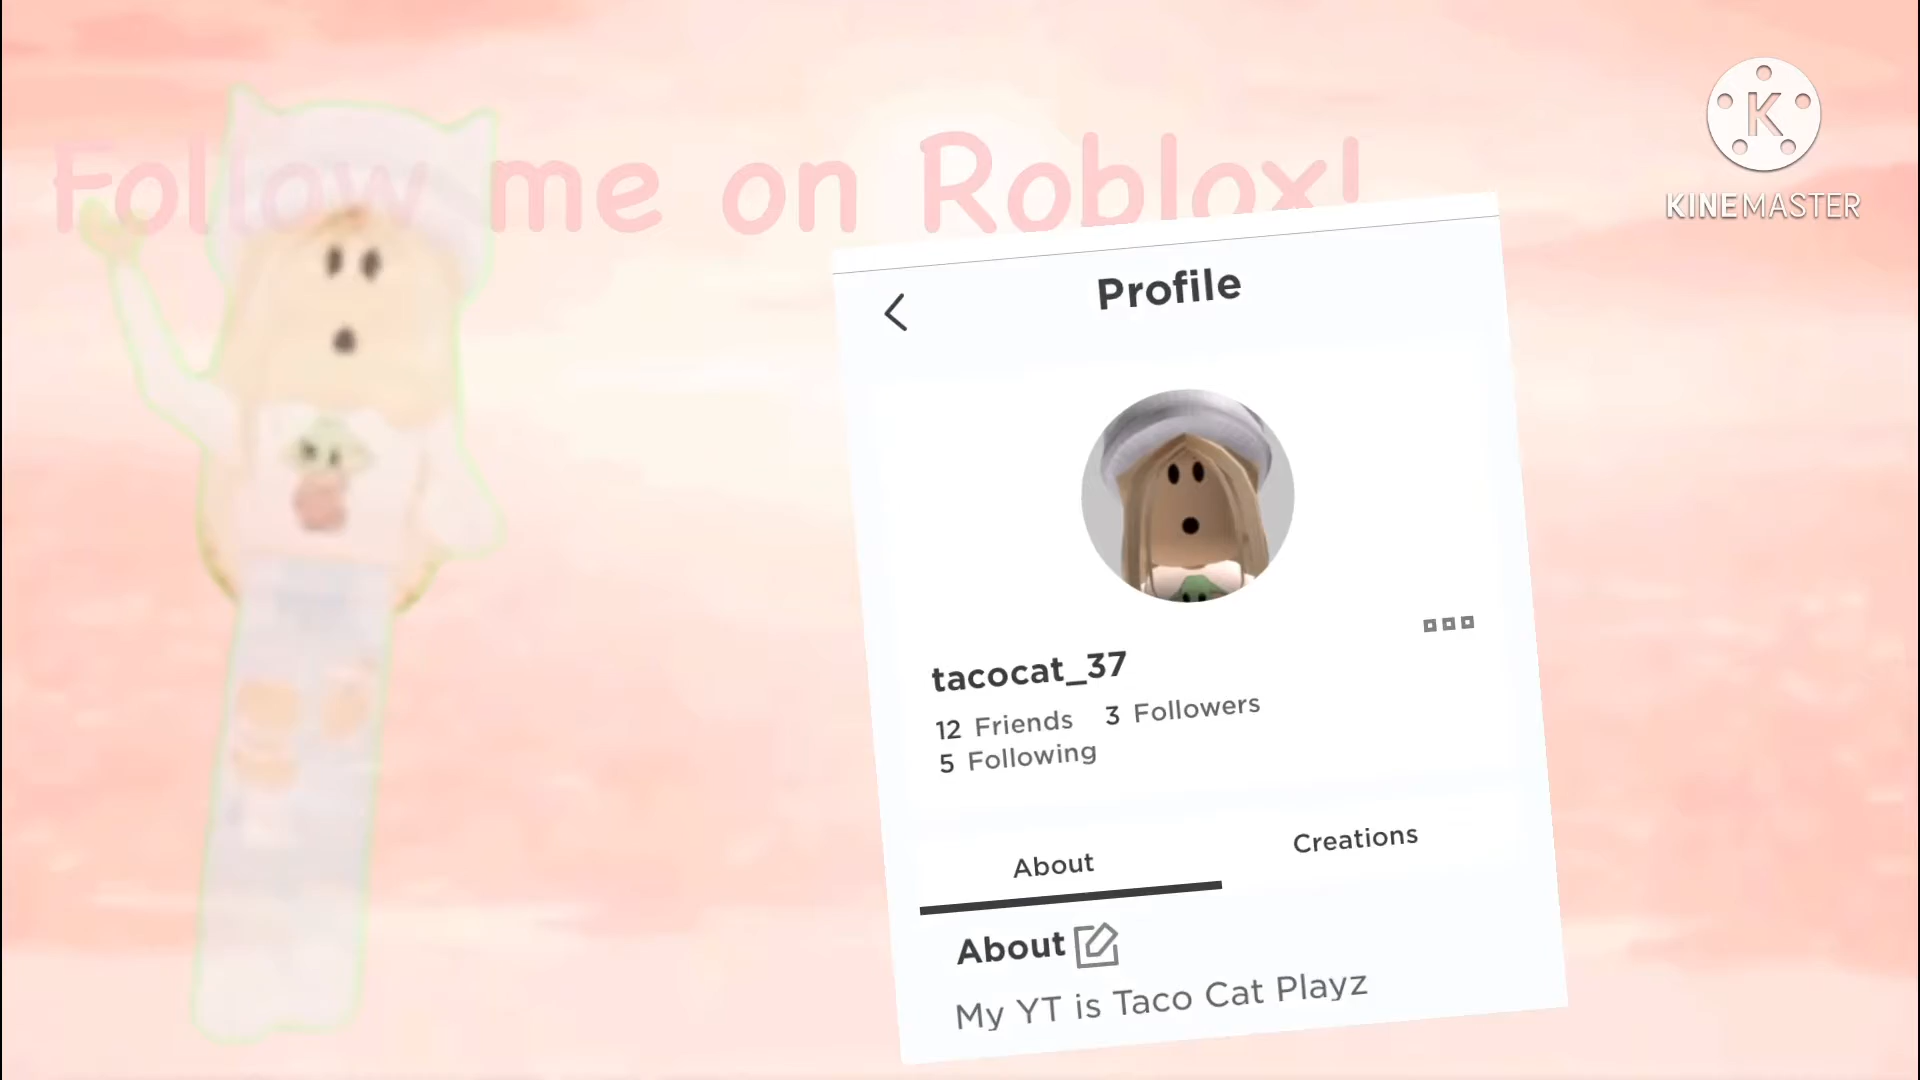 Follow me on Roblox!
K
KINEMASTER
Profile
tacocat_37
12 Friends 3 Followers
5 Following
About Creations
About
My YT is Taco Cat Playz